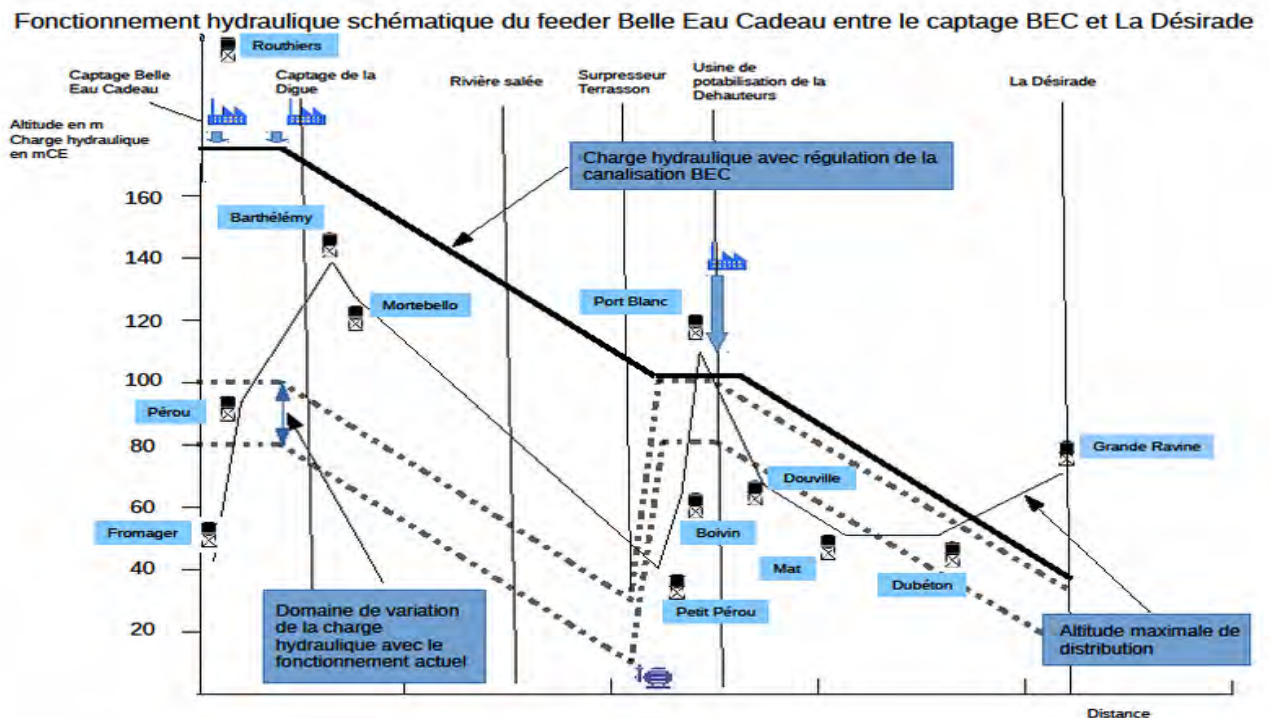 Fonctionnement hydraulique schématique du feeder Belle Eau Cadeau entre le captage BEC et La Désirade
Routhiers
Captage Belle
Eau Cadeau
Captage de la
Digue
Rivière salée
Surpresseur
Terrasson
Usine de
potabilisation de la
Dehauteurs
La Désirade
Altitude en m
Charge hydraulique
en mCE
Charge hydraulique avec régulation de la
canalisation BEC
160
Barthélémy
140
Mortebello
Port Blanc
120
100
Pérou
80
Grande Ravine
Douville
60
Fromager
Boivin
40
Mat
Dubéton
Petit Pérou
Domaine de variation
de la charge
hydraulique avec le
fonctionnement actuel
20
Altitude maximale de
distribution
Distance